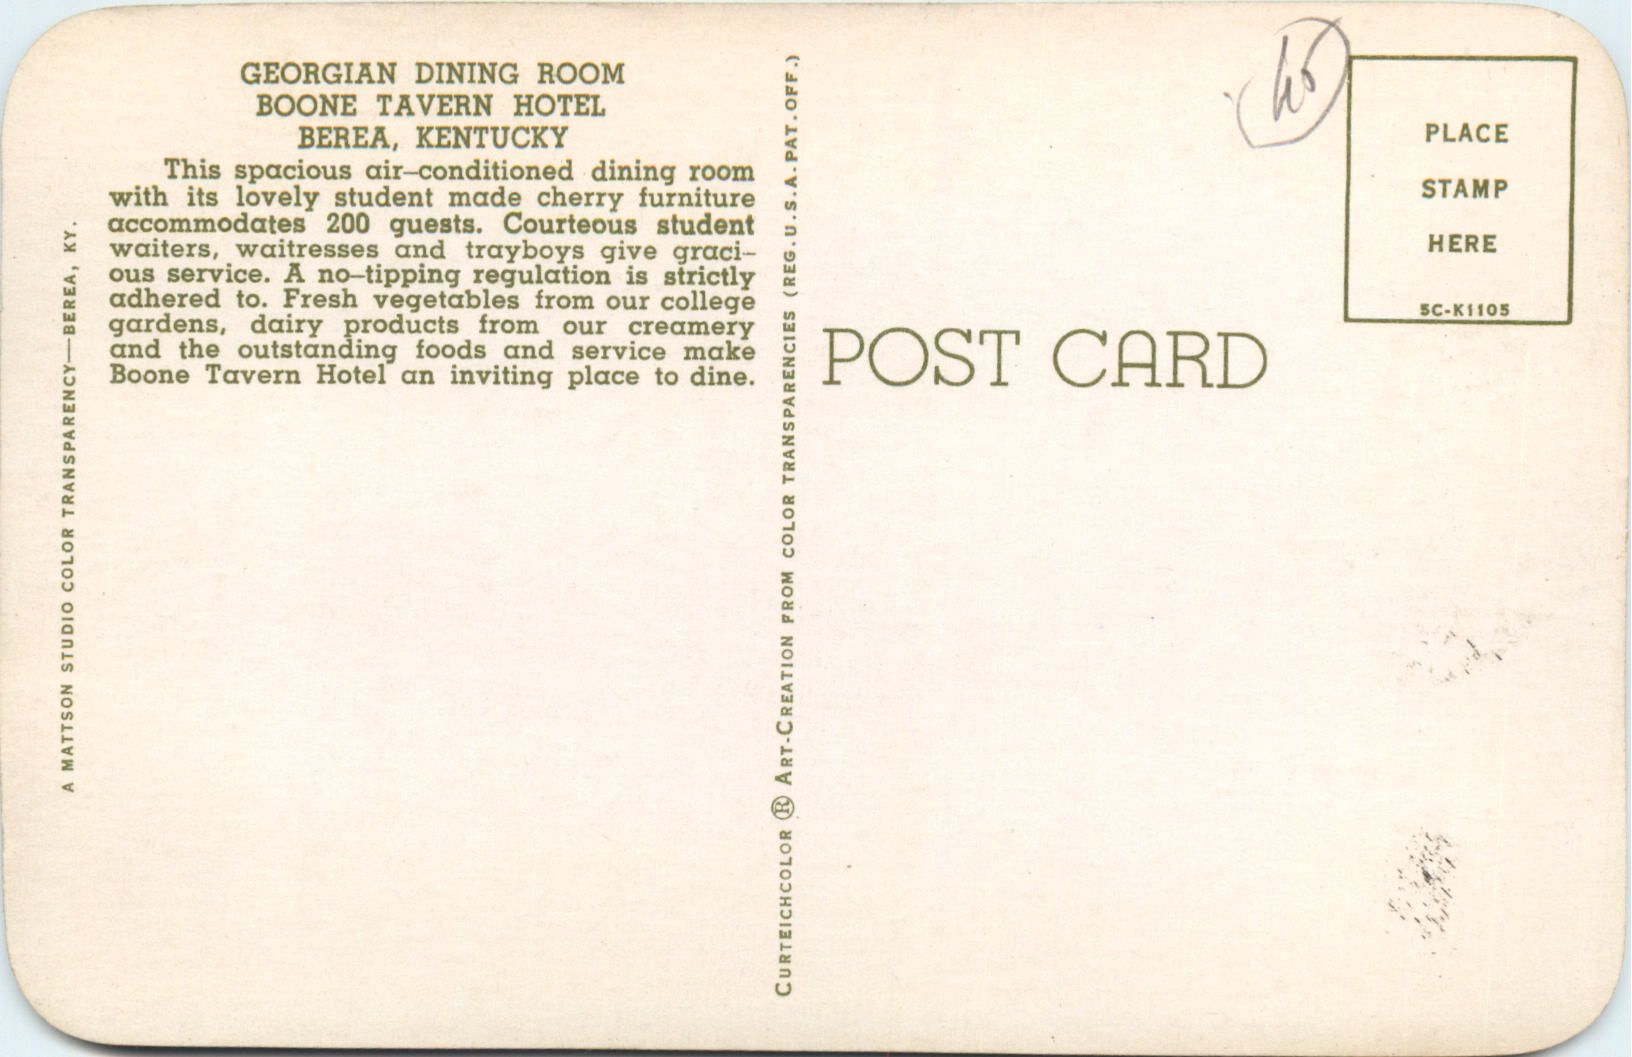 GEORGIAN DINING ROOM
BOONE TAVERN HOTEL
BEREA, KENTUCKY
This spacious air-conditioned dining room
with its lovely student made cherry furniture
accommodates 200 guests. Courteous student
waiters, waitresses and trayboys give graci-
ous service. A no-tipping regulation is strictly
adhered to. Fresh vegetables from our college
gardens, dairy products from our creamery
and the outstanding foods and service make
Boone Tavern Hotel an inviting place to dine.
A MATTSON STUDIO COLOR TRANSPARENCY—BEREA, KY.
CURTEICHCOLOR ® ART-CREATION FROM COLOR TRANSPARENCIES (REG. U.S.A. PAT. OFF.)
POST CARD
PLACE
STAMP
HERE
5C-K1105